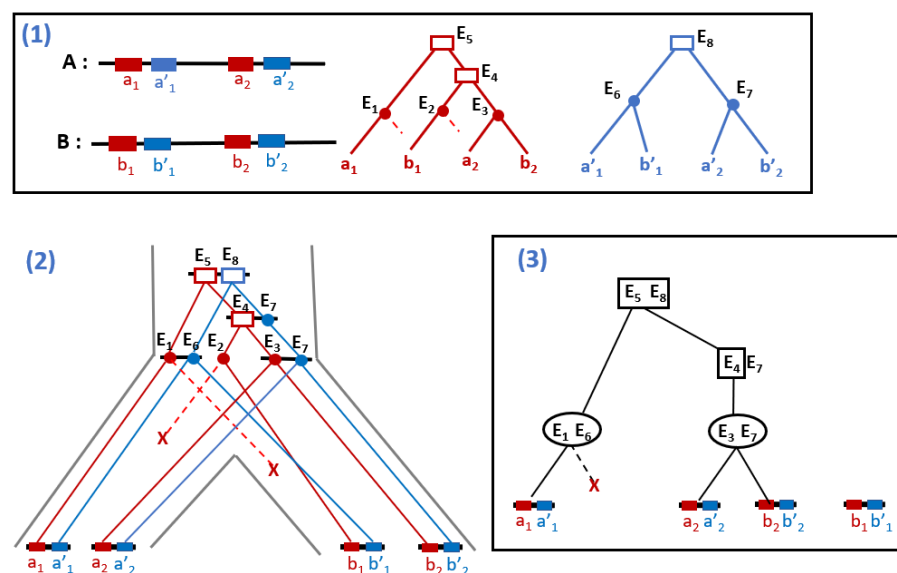 (1)
A :
a₁ a'₁ a₂ a'₂
B :
b₁ b'₁ b₂ b'₂
E₅
E₄
E₁ E₂ E₃
a₁ b₁ a₂ b₂
E₈
E₆ E₇
a'₁ b'₁ a'₂ b'₂
(2)
E₅ E₈
E₄ E₇
E₁ E₆ E₂ E₃ E₇
X
X
a₁ a'₁ a₂ a'₂ b₁ b'₁ b₂ b'₂
(3)
E₅ E₈
E₄ E₇
E₁ E₆ E₃ E₇
X
a₁ a'₁ a₂ a'₂ b₂ b'₂ b₁ b'₁